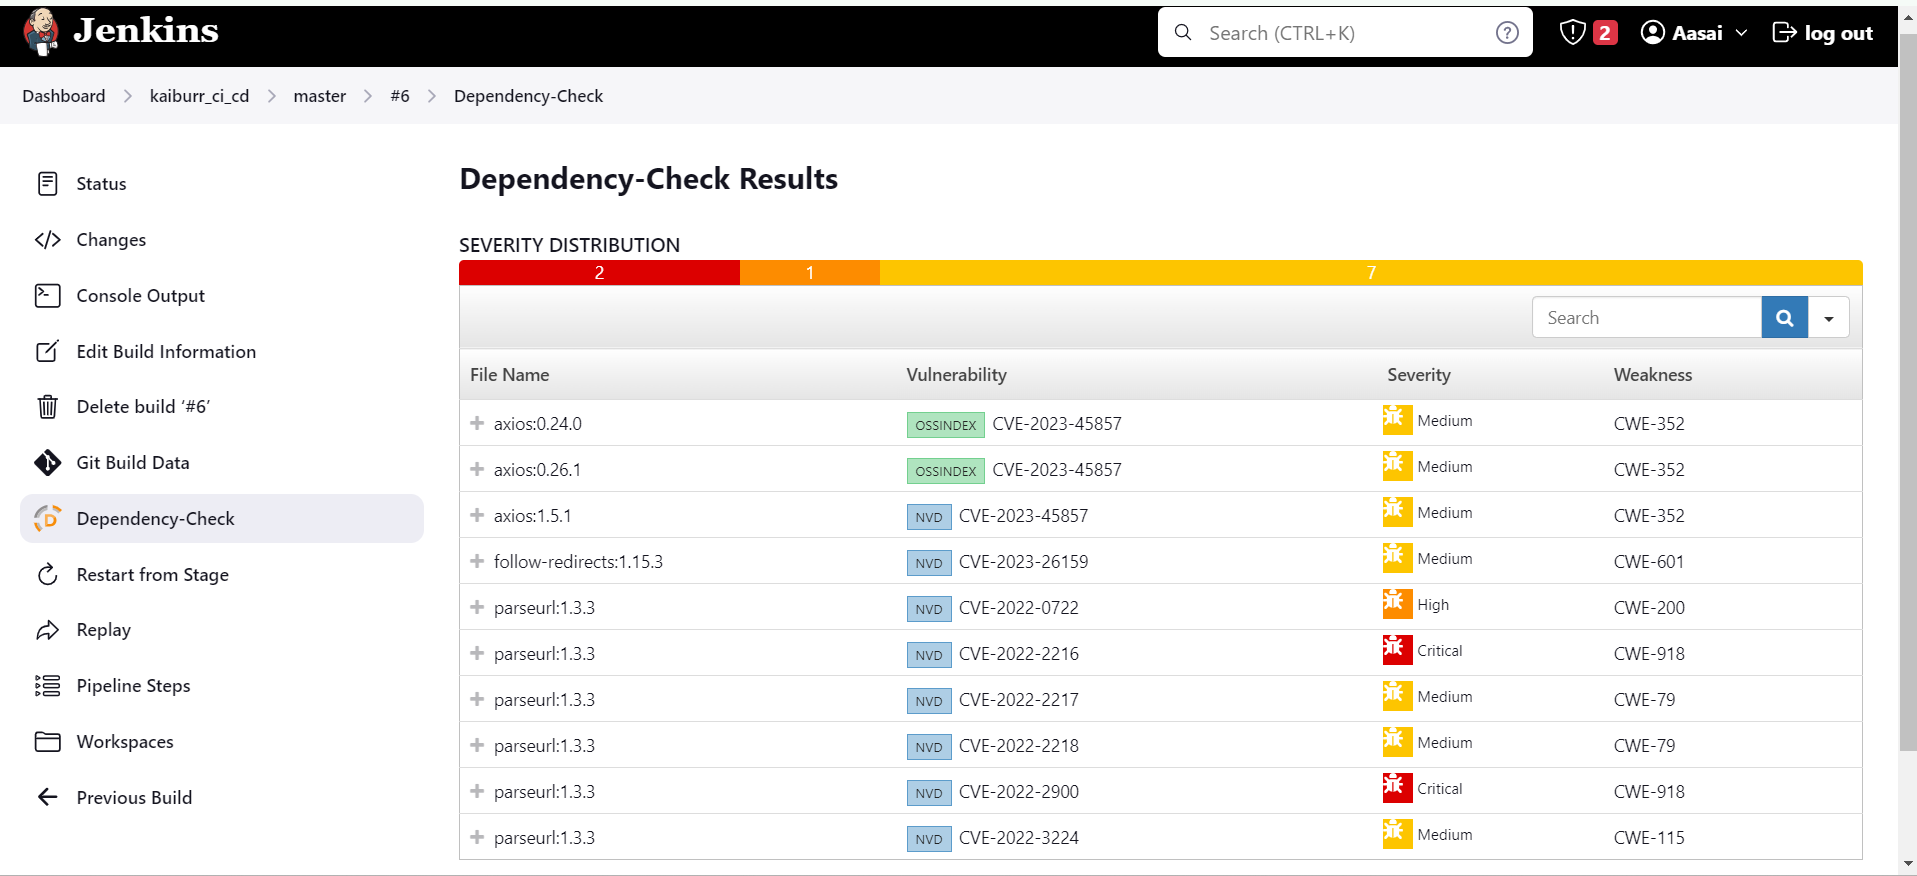 Jenkins
Search (CTRL+K)
?
2
Aasai
log out
Dashboard > kaiburr_ci_cd > master > #6 > Dependency-Check
Status
Changes
Console Output
Edit Build Information
Delete build ‘#6’
Git Build Data
Dependency-Check
Restart from Stage
Replay
Pipeline Steps
Workspaces
Previous Build
Dependency-Check Results
SEVERITY DISTRIBUTION
2 1 7
Search
File Name Vulnerability Severity Weakness
axios:0.24.0 OSSINDEX CVE-2023-45857 Medium CWE-352
axios:0.26.1 OSSINDEX CVE-2023-45857 Medium CWE-352
axios:1.5.1 NVD CVE-2023-45857 Medium CWE-352
follow-redirects:1.15.3 NVD CVE-2023-26159 Medium CWE-601
parseurl:1.3.3 NVD CVE-2022-0722 High CWE-200
parseurl:1.3.3 NVD CVE-2022-2216 Critical CWE-918
parseurl:1.3.3 NVD CVE-2022-2217 Medium CWE-79
parseurl:1.3.3 NVD CVE-2022-2218 Medium CWE-79
parseurl:1.3.3 NVD CVE-2022-2900 Critical CWE-918
parseurl:1.3.3 NVD CVE-2022-3224 Medium CWE-115